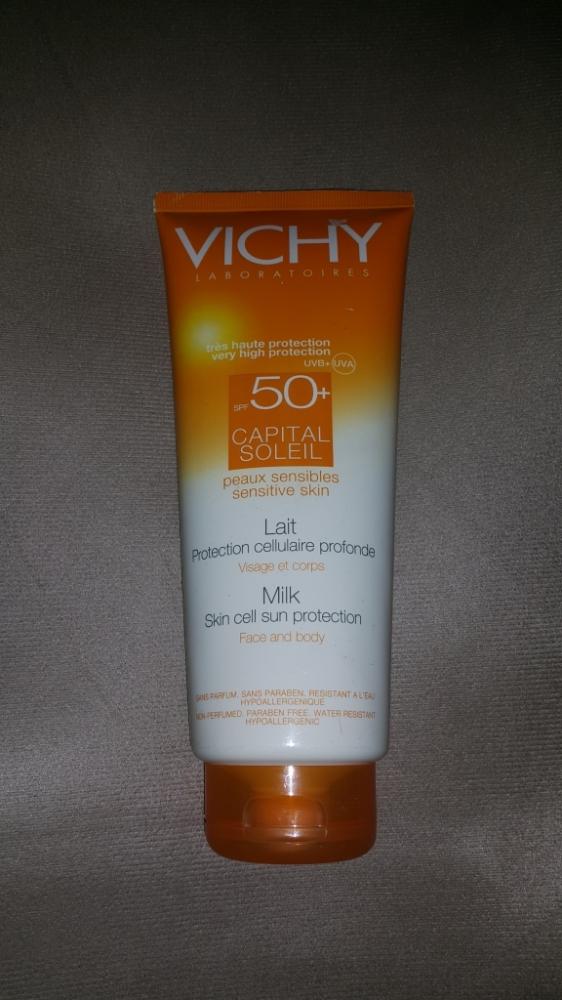 VICHY
LABORATOIRES
très haute protection
very high protection
UVB+ UVA
SPF 50+
CAPITAL
SOLEIL
peaux sensibles
sensitive skin
Lait
Protection cellulaire profonde
Visage et corps
Milk
Skin cell sun protection
Face and body
SANS PARFUM. SANS PARABEN. RESISTANT A L'EAU
HYPOALLERGENIQUE
NON-PERFUMED. PARABEN FREE. WATER RESISTANT
HYPOALLERGENIC